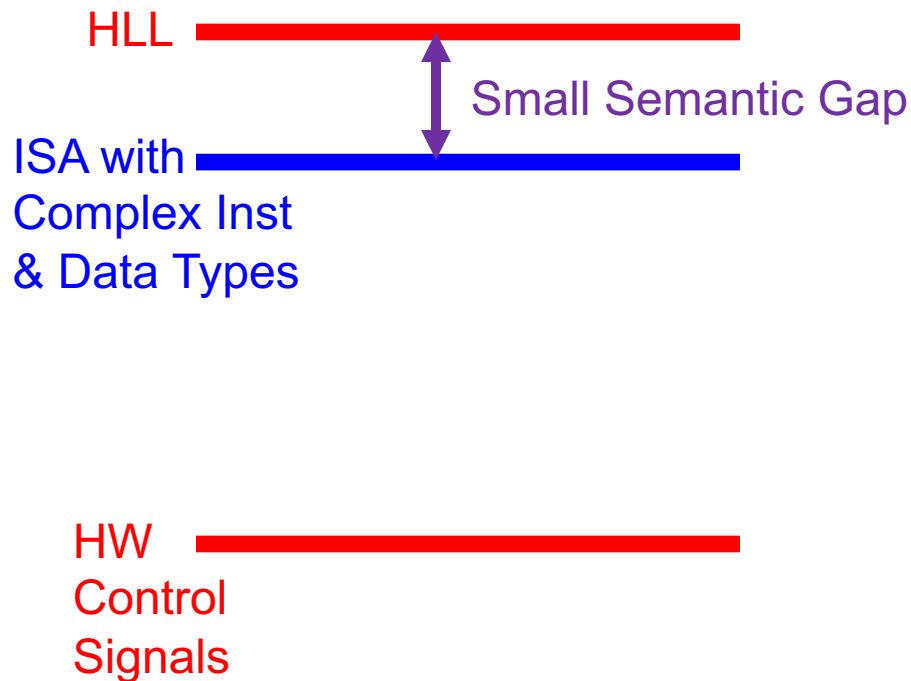 HLL
Small Semantic Gap
ISA with
Complex Inst
& Data Types
HW
Control
Signals